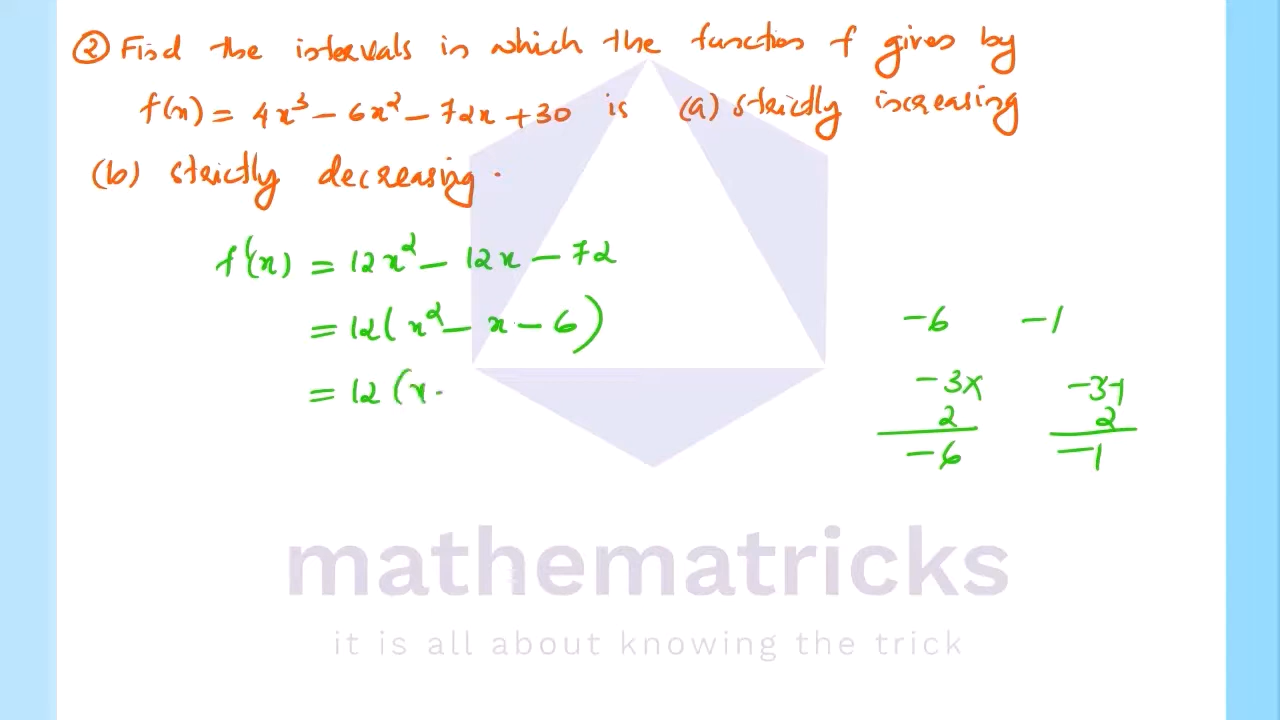 ② Find the intervals in which the function f given by
f(x) = 4x³ - 6x² - 72x + 30 is (a) strictly increasing
(b) strictly decreasing.
f'(x) = 12x² - 12x - 72
= 12(x² - x - 6)
= 12 (x -
-6 -1
-3x -3+
2 2
-6 -1
mathematricks
it is all about knowing the trick